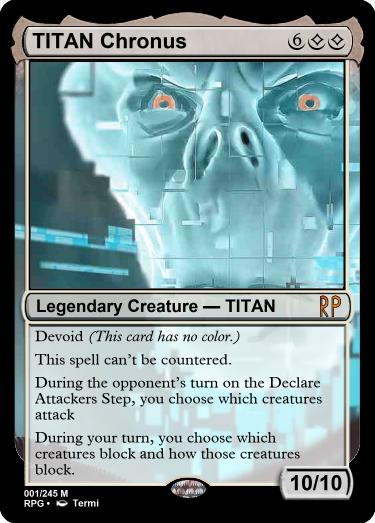 TITAN Chronus 6
Legendary Creature — TITAN RP
Devoid (This card has no color.)
This spell can't be countered.
During the opponent's turn on the Declare
Attackers Step, you choose which creatures
attack
During your turn, you choose which
creatures block and how those creatures
block.
10/10
001/245 M
RPG • Termi